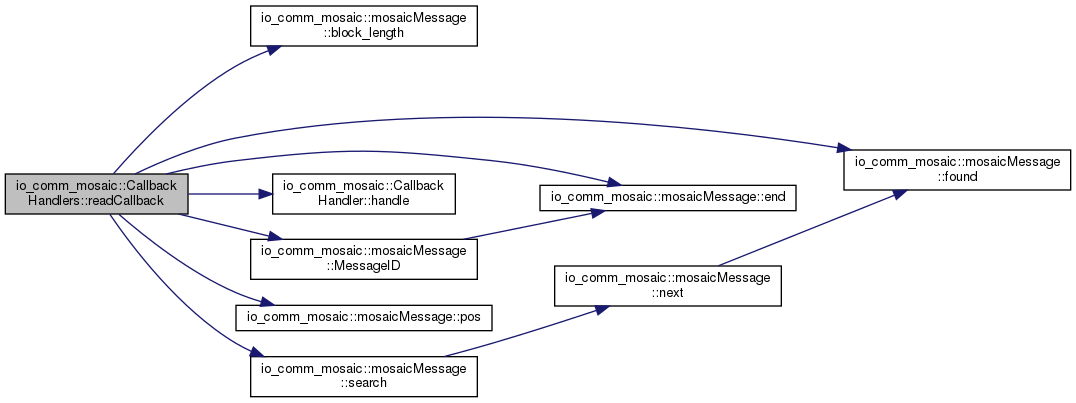 io_comm_mosaic::mosaicMessage
::block_length
io_comm_mosaic::mosaicMessage
::found
io_comm_mosaic::Callback
Handlers::readCallback
io_comm_mosaic::Callback
Handler::handle
io_comm_mosaic::mosaicMessage::end
io_comm_mosaic::mosaicMessage
::MessageID
io_comm_mosaic::mosaicMessage
::next
io_comm_mosaic::mosaicMessage::pos
io_comm_mosaic::mosaicMessage
::search